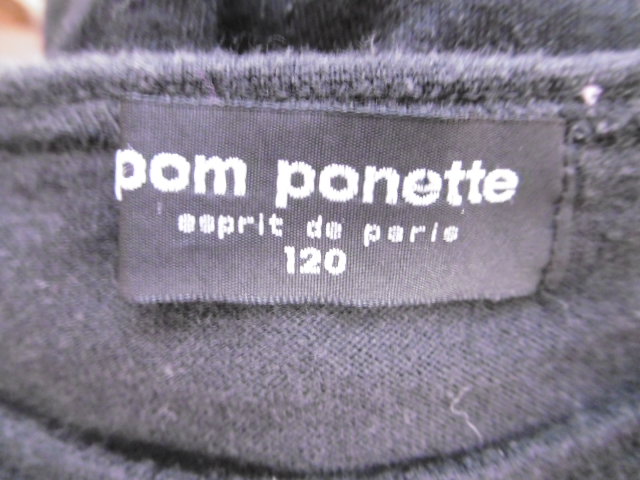 pom ponette
esprit de paris
120